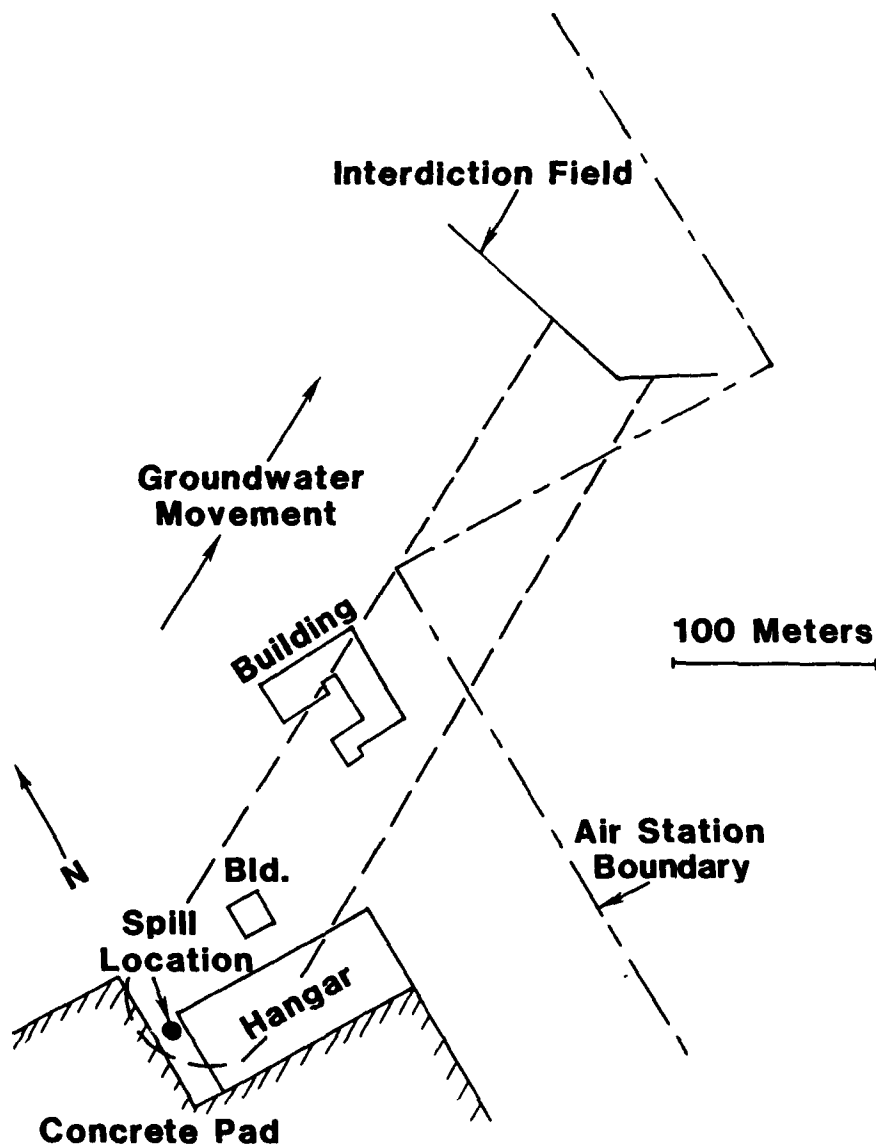 Interdiction Field
Groundwater
Movement
Building
100 Meters
Air Station
Boundary
N
Bld.
Spill
Location
Hangar
Concrete Pad